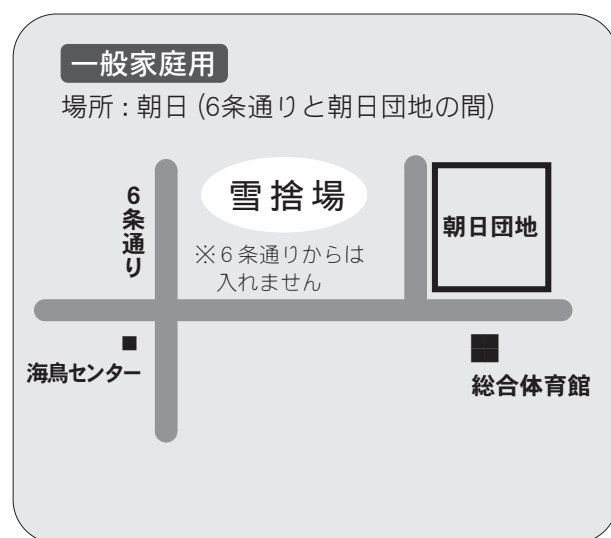 一般家庭用
場所：朝日（6条通りと朝日団地の間）
6条通り
雪捨場
※６条通りからは
入れません
朝日団地
海鳥センター
総合体育館